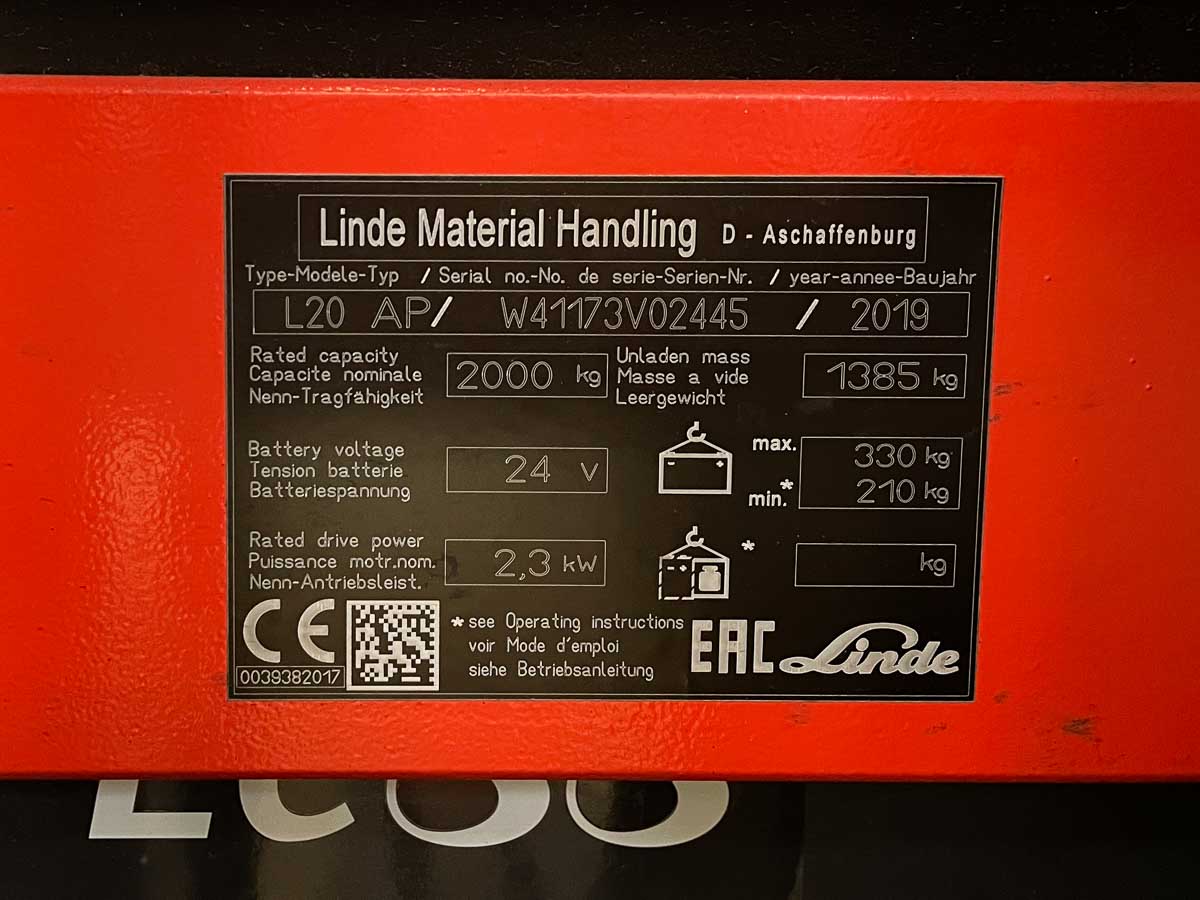 Linde Material Handling D - Aschaffenburg
Type-Modele-Typ / Serial no.-No. de serie-Serien-Nr. / year-annee-Baujahr
L20 AP/ W41173V02445 / 2019
Rated capacity
Capacite nominale
Nenn-Tragfähigkeit
2000 kg
Unladen mass
Masse a vide
Leergewicht
1385 kg
Battery voltage
Tension batterie
Batteriespannung
24 V
max. 330 kg
min.* 210 kg
Rated drive power
Puissance motr.nom.
Nenn-Antriebsleist.
2,3 kW
* kg
CE
0039382017
* see Operating instructions
voir Mode d'emploi
siehe Betriebsanleitung
EAC Linde